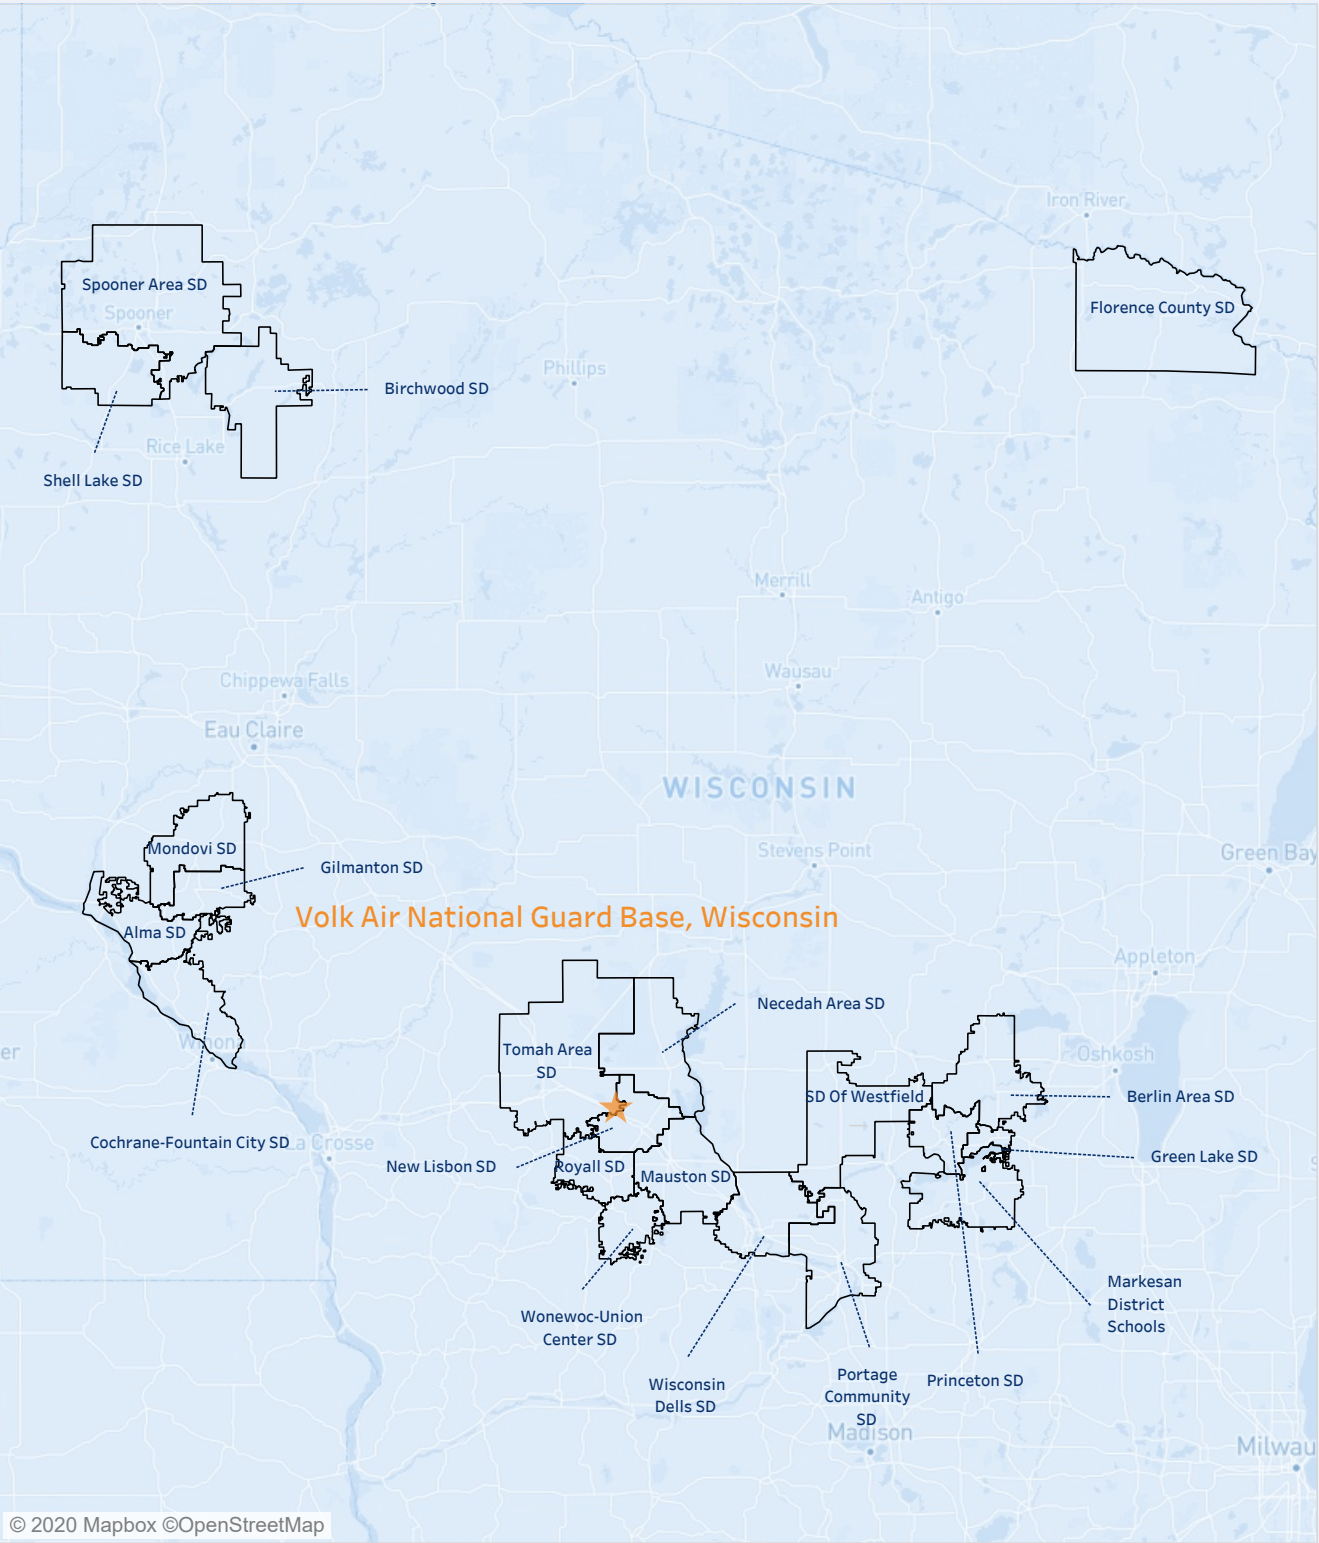 Iron River
Spooner Area SD
Spooner
Florence County SD
Phillips
Birchwood SD
Rice Lake
Shell Lake SD
Merrill
Antigo
Chippewa Falls
Wausau
Eau Claire
WISCONSIN
Mondovi SD
Stevens Point
Green Bay
Gilmanton SD
Volk Air National Guard Base, Wisconsin
Alma SD
Appleton
Necedah Area SD
Winona
er
Tomah Area
SD
Oshkosh
SD Of Westfield
Berlin Area SD
Cochrane-Fountain City SD
La Crosse
Green Lake SD
New Lisbon SD
Royall SD
Mauston SD
Markesan
District
Schools
Wonewoc-Union
Center SD
Wisconsin
Dells SD
Portage
Community
SD
Princeton SD
Madison
Milwau
© 2020 Mapbox ©OpenStreetMap